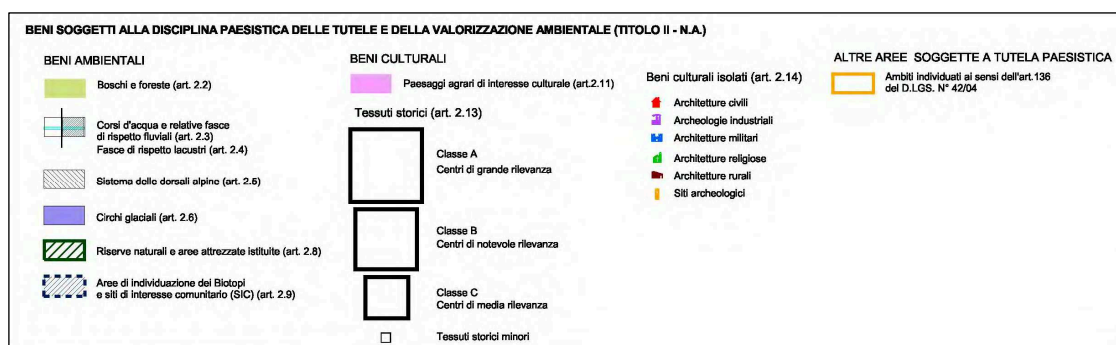 BENI SOGGETTI ALLA DISCIPLINA PAESISTICA DELLE TUTELE E DELLA VALORIZZAZIONE AMBIENTALE (TITOLO II - N.A.)
BENI AMBIENTALI
Boschi e foreste (art. 2.2)
Corsi d'acqua e relative fasce
di rispetto fluviali (art. 2.3)
Fasce di rispetto lacustri (art. 2.4)
Sistema delle dorsali alpine (art. 2.5)
Circhi glaciali (art. 2.6)
Riserve naturali e aree attrezzate istituite (art. 2.8)
Aree di individuazione dei Biotopi
e siti di interesse comunitario (SIC) (art. 2.9)
BENI CULTURALI
Paesaggi agrari di interesse culturale (art.2.11)
Tessuti storici (art. 2.13)
Classe A
Centri di grande rilevanza
Classe B
Centri di notevole rilevanza
Classe C
Centri di media rilevanza
Tessuti storici minori
Beni culturali isolati (art. 2.14)
Architetture civili
Archeologie industriali
Architetture militari
Architetture religiose
Architetture rurali
Siti archeologici
ALTRE AREE SOGGETTE A TUTELA PAESISTICA
Ambiti individuati ai sensi dell'art.136
del D.LGS. N° 42/04